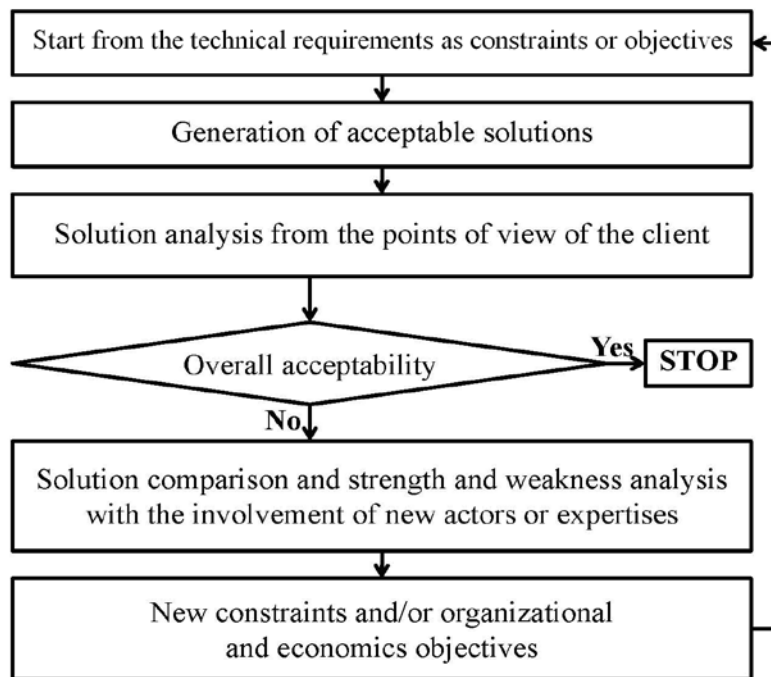 Start from the technical requirements as constraints or objectives
Generation of acceptable solutions
Solution analysis from the points of view of the client
Overall acceptability
Yes
STOP
No
Solution comparison and strength and weakness analysis
with the involvement of new actors or expertises
New constraints and/or organizational
and economics objectives